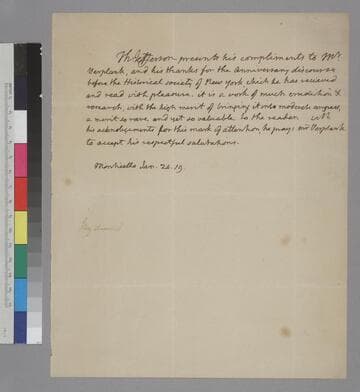 Th Jefferson presents his compliments to Mr.
Verplank, and his thanks for the Anniversary discourse
before the Historical society of New York which he has recieved
and read with pleasure. it is a work of much erudition &
research, with the high merit of bringing it into modest compass,
a merit as rare, and yet so valuable to the reader. with
his acknolegements for this mark of attention he prays mr Verplank
to accept his respectful salutations.
Monticello Jan. 26. 19.